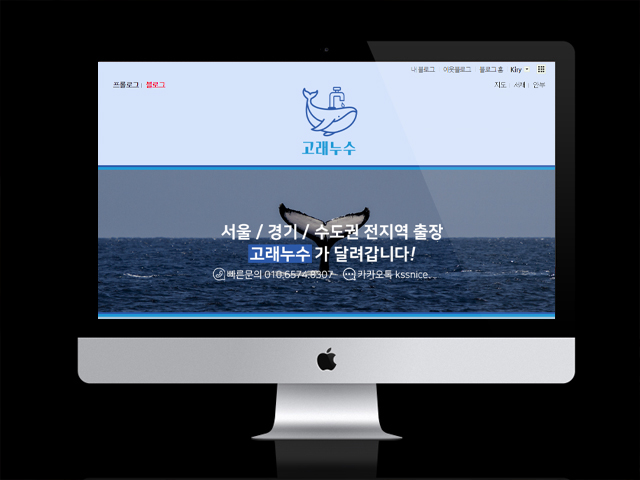 내 블로그 | 이웃블로그 | 블로그 홈 | Kiry
프롤로그 | 블로그
지도 | 서재 | 안부
고래누수
서울 / 경기 / 수도권 전지역 출장
고래누수 가 달려갑니다!
빠른문의 010.6574.8307 카카오톡 kssnice..